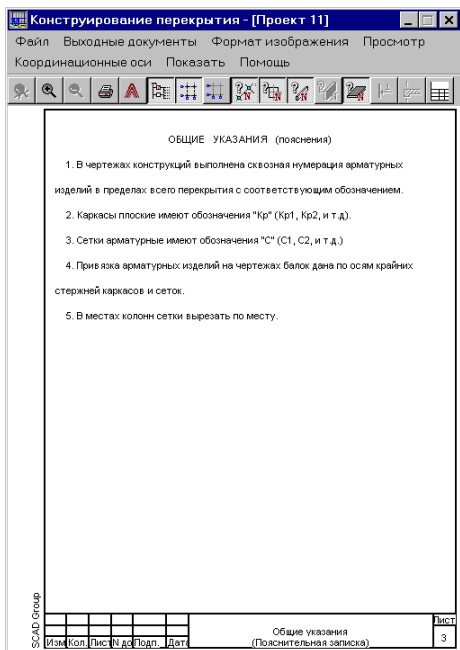 Конструирование перекрытия - [Проект 11]
Файл Выходные документы Формат изображения Просмотр
Координационные оси Показать Помощь
ОБЩИЕ УКАЗАНИЯ (пояснения)
1. В чертежах конструкций выполнена сквозная нумерация арматурных
изделий в пределах всего перекрытия с соответствующим обозначением.
2. Каркасы плоские имеют обозначения "Кр" (Кр1, Кр2, и т.д).
3. Сетки арматурные имеют обозначения "С" (С1, С2, и т.д.)
4. Привязка арматурных изделий на чертежах балок дана по осям крайних
стержней каркасов и сеток.
5. В местах колонн сетки вырезать по месту.
SCAD Group
Изм Кол. Лист N до Подп. Дата
Общие указания
(Пояснительная записка)
Лист
3